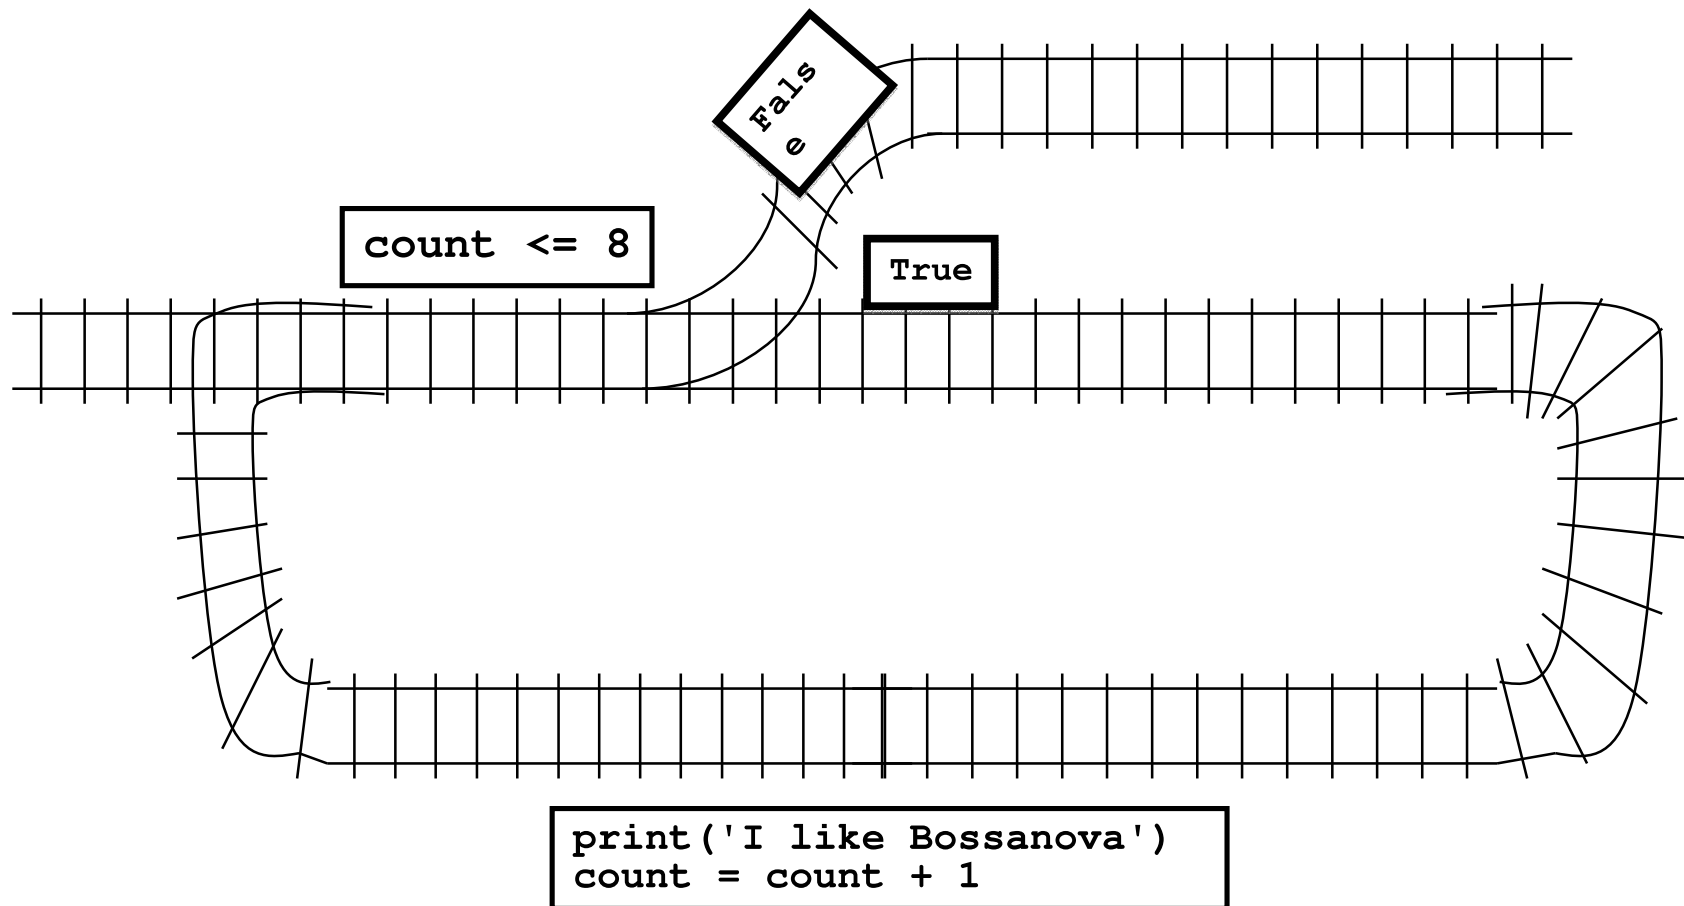 Fals
e
count <= 8
True
print('I like Bossanova')
count = count + 1